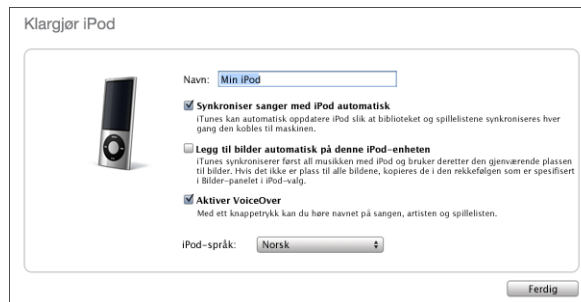 Klargjør iPod
Navn: Min iPod
Synkroniser sanger med iPod automatisk
iTunes kan automatisk oppdatere iPod slik at biblioteket og spillelistene synkroniseres hver
gang den kobles til maskinen.
Legg til bilder automatisk på denne iPod-enheten
iTunes synkroniserer først all musikken med iPod og bruker deretter den gjenværende plassen
til bilder. Hvis det ikke er plass til alle bildene, kopieres de i den rekkefølgen som er spesifisert
i Bilder-panelet i iPod-valg.
Aktiver VoiceOver
Med ett knappetrykk kan du høre navnet på sangen, artisten og spillelisten.
iPod-språk: Norsk
Ferdig